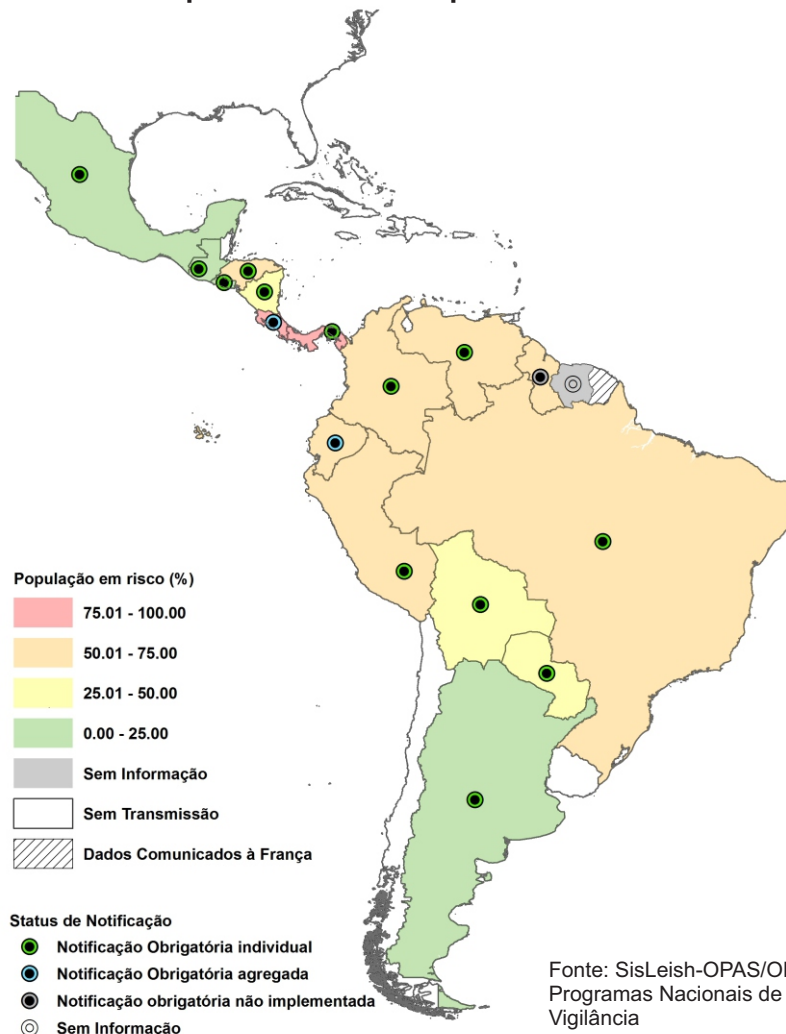 População em risco (%)
75.01 - 100.00
50.01 - 75.00
25.01 - 50.00
0.00 - 25.00
Sem Informação
Sem Transmissão
Dados Comunicados à França
Status de Notificação
Notificação Obrigatória individual
Notificação Obrigatória agregada
Notificação obrigatória não implementada
Sem Informação
Fonte: SisLeish-OPAS/
Programas Nacionais de
Vigilância